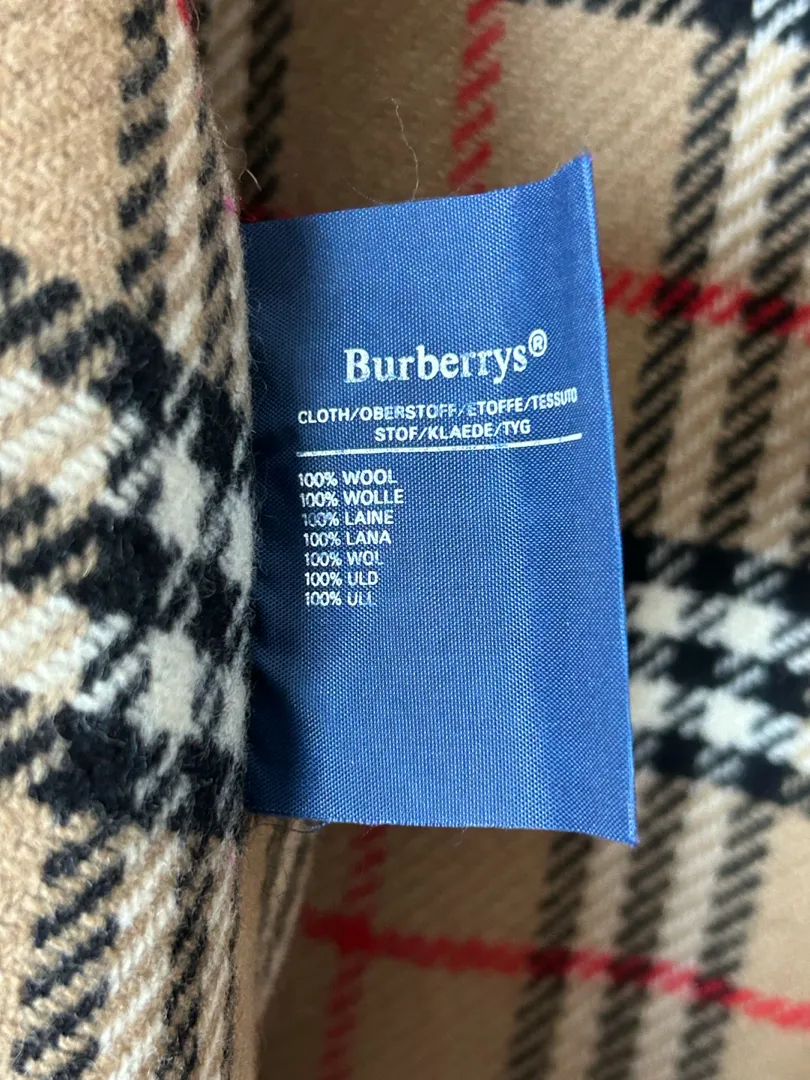 Burberrys®
CLOTH/OBERSTOFF/ETOFFE/TESSUTO
STOF/KLAEDE/TYG
100% WOOL
100% WOLLE
100% LAINE
100% LANA
100% WOL
100% ULD
100% ULL